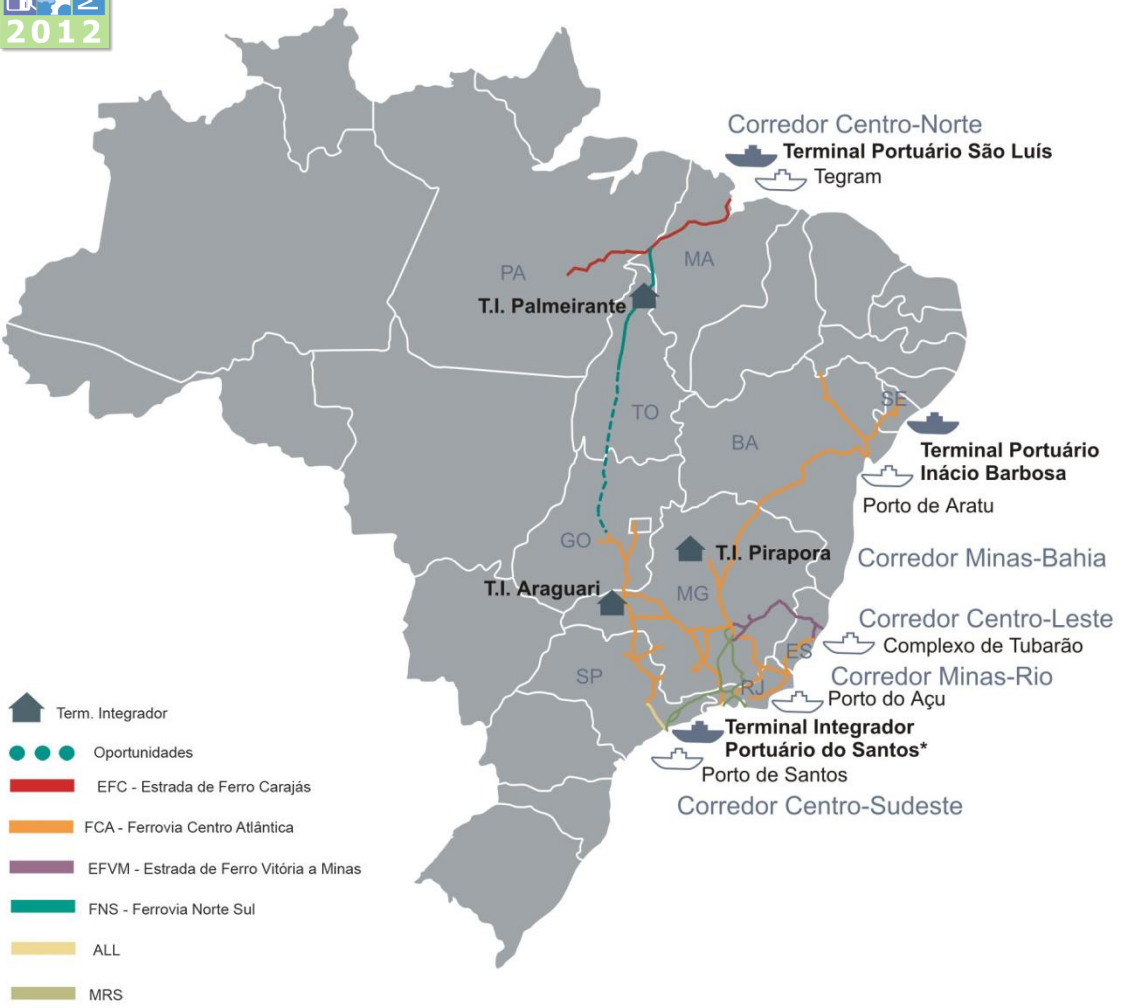 2012
Corredor Centro-Norte
Terminal Portuário São Luís
Tegram
PA
MA
T.I. Palmeirante
TO
SE
BA
Terminal Portuário
Inácio Barbosa
Porto de Aratu
GO
T.I. Pirapora
Corredor Minas-Bahia
T.I. Araguari
MG
Corredor Centro-Leste
Complexo de Tubarão
ES
SP
Corredor Minas-Rio
RJ
Porto do Açu
Terminal Integrador
Portuário do Santos*
Porto de Santos
Corredor Centro-Sudeste
Term. Integrador
Oportunidades
EFC - Estrada de Ferro Carajás
FCA - Ferrovia Centro Atlântica
EFVM - Estrada de Ferro Vitória a Minas
FNS - Ferrovia Norte Sul
ALL
MRS